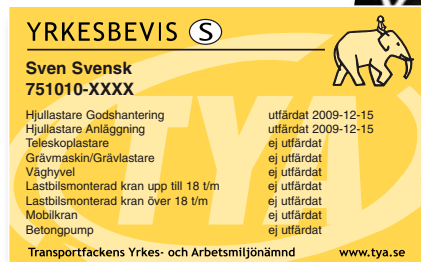 YRKESBEVIS S
Sven Svensk
751010-XXXX
Hjullastare Godshantering utfärdat 2009-12-15
Hjullastare Anläggning utfärdat 2009-12-15
Teleskoplastare ej utfärdat
Grävmaskin/Grävlastare ej utfärdat
Väghyvel ej utfärdat
Lastbilsmonterad kran upp till 18 t/m ej utfärdat
Lastbilsmonterad kran över 18 t/m ej utfärdat
Mobilkran ej utfärdat
Betongpump ej utfärdat
TYA
Transportfackens Yrkes- och Arbetsmiljönämnd www.tya.se